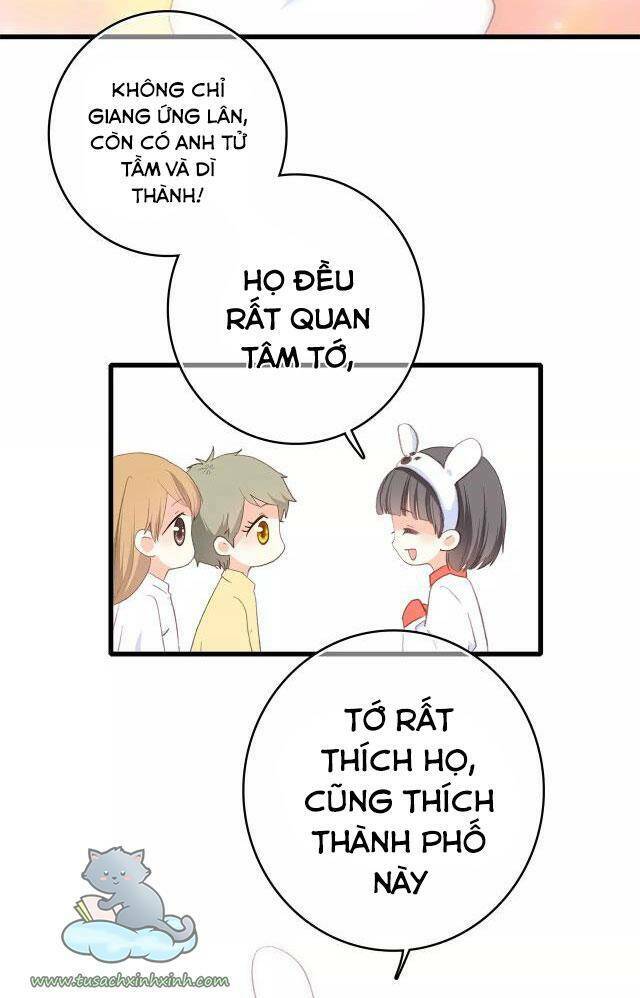 KHÔNG CHỈ
GIANG ỨNG LÂN,
CÒN CÓ ANH TỬ
TẦM VÀ DÌ
THÀNH!
HỌ ĐỀU
RẤT QUAN
TÂM TỚ,
TỚ RẤT
THÍCH HỌ,
CŨNG THÍCH
THÀNH PHỐ
NÀY
www.tusachxinhxinh.com